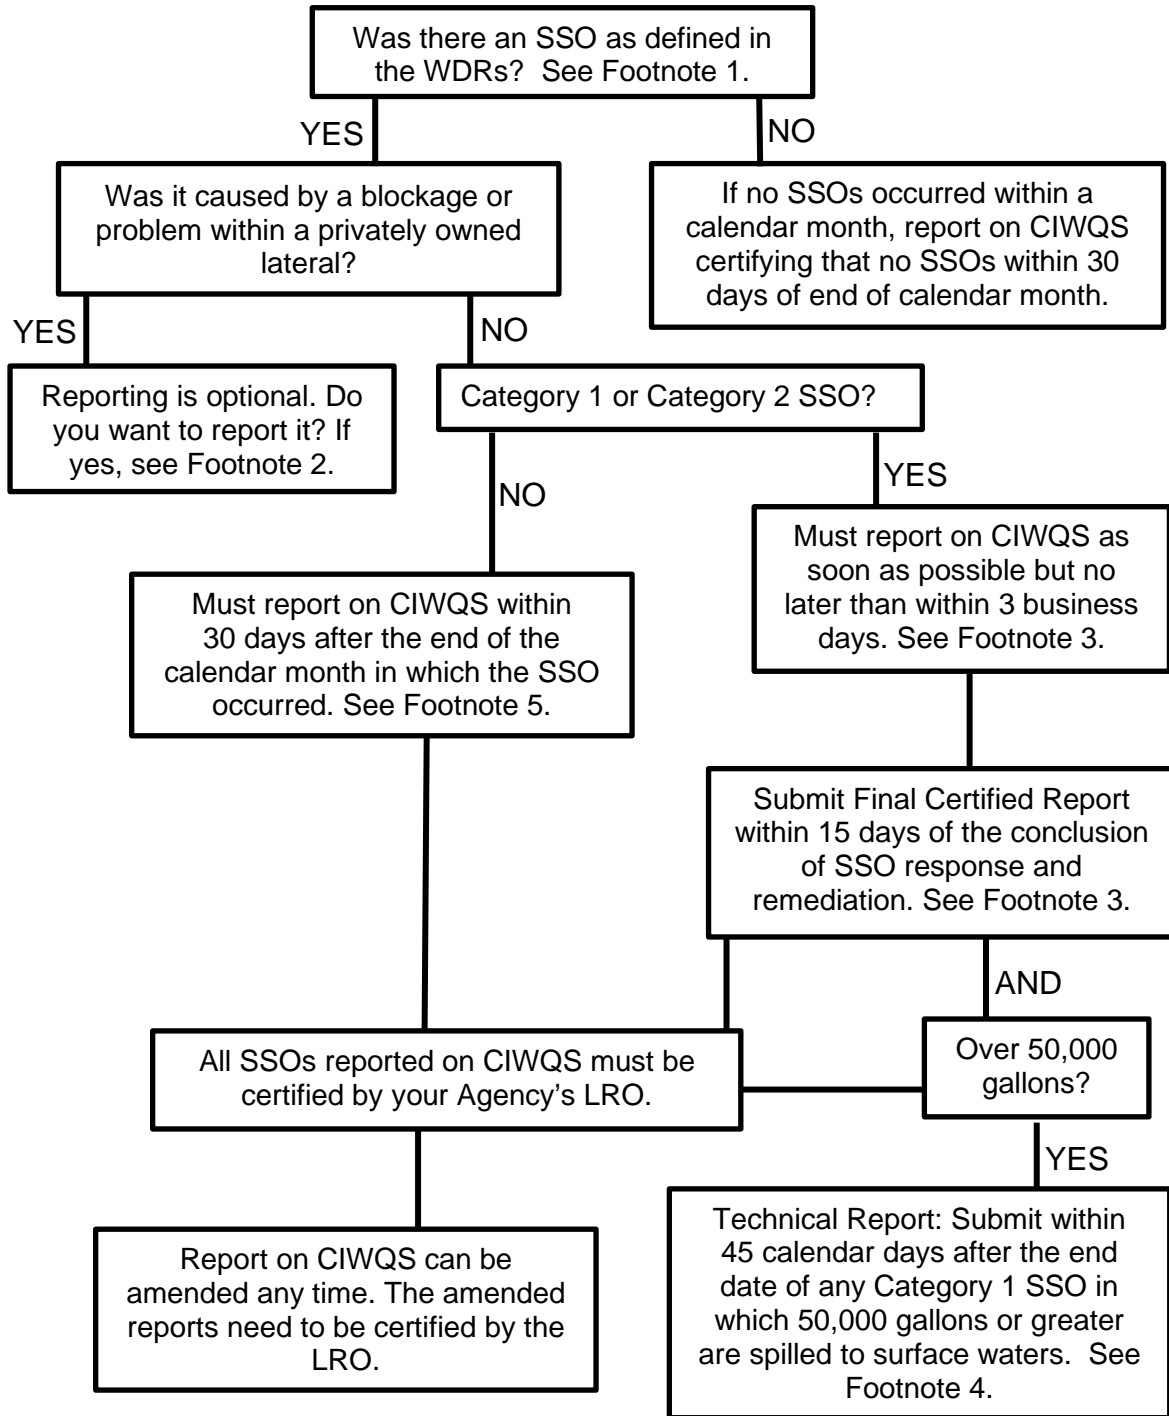 Was there an SSO as defined in
the WDRs?  See Footnote 1.
YES
NO
Was it caused by a blockage or
problem within a privately owned
lateral?
If no SSOs occurred within a
calendar month, report on CIWQS
certifying that no SSOs within 30
days of end of calendar month.
YES
NO
Reporting is optional. Do
you want to report it? If
yes, see Footnote 2.
Category 1 or Category 2 SSO?
NO
YES
Must report on CIWQS within
30 days after the end of the
calendar month in which the SSO
occurred. See Footnote 5.
Must report on CIWQS as
soon as possible but no
later than within 3 business
days. See Footnote 3.
Submit Final Certified Report
within 15 days of the conclusion
of SSO response and
remediation. See Footnote 3.
AND
All SSOs reported on CIWQS must be
certified by your Agency’s LRO.
Over 50,000
gallons?
YES
Report on CIWQS can be
amended any time. The amended
reports need to be certified by the
LRO.
Technical Report: Submit within
45 calendar days after the end
date of any Category 1 SSO in
which 50,000 gallons or greater
are spilled to surface waters.  See
Footnote 4.